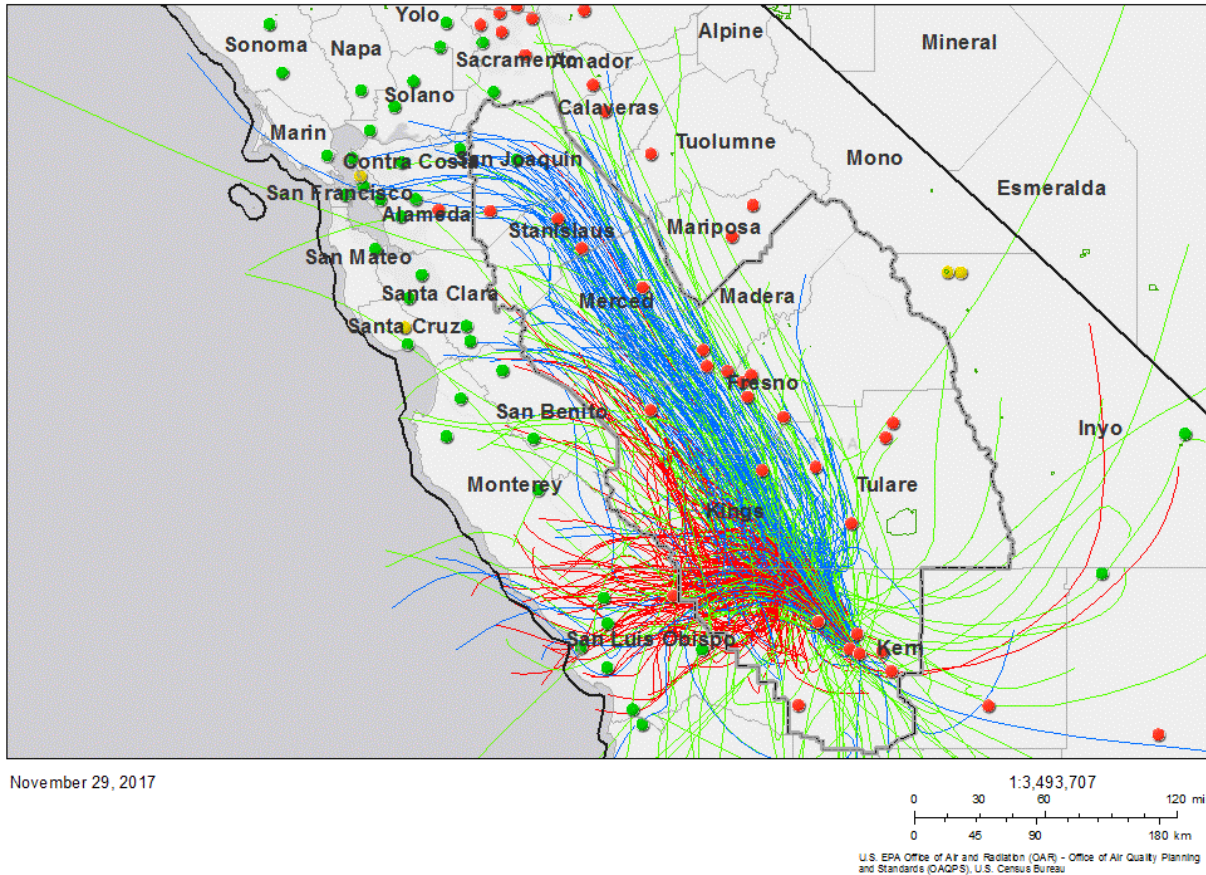 Yolo
Alpine
Mineral
Sonoma
Napa
Sacramento
Amador
Solano
Calaveras
Marin
Tuolumne
Contra Costa
San Joaquin
Mono
Esmeralda
San Francisco
Alameda
Stanislaus
Mariposa
San Mateo
Santa Clara
Merced
Madera
Santa Cruz
Fresno
San Benito
Inyo
Monterey
Tulare
Kings
San Luis Obispo
Kern
November 29, 2017
1:3,493,707
0 30 60 120 mi
0 45 90 180 km
U.S. EPA Office of Air and Radiation (OAR) - Office of Air Quality Planning
and Standards (OAQPS), U.S. Census Bureau